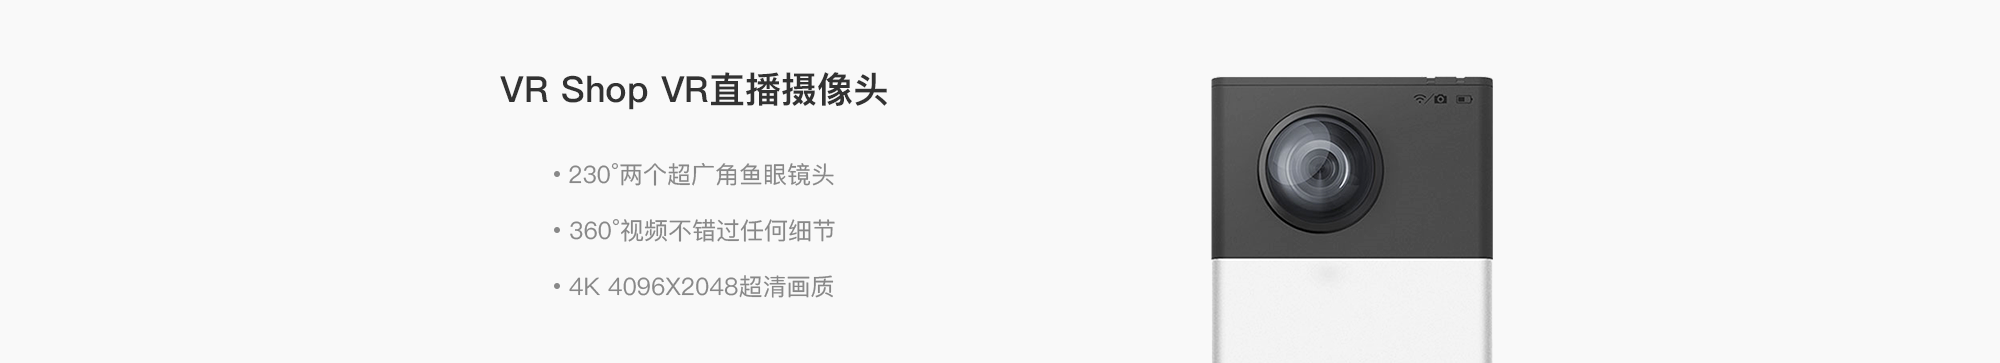 VR Shop VR直播摄像头
• 230°两个超广角鱼眼镜头
• 360°视频不错过任何细节
• 4K 4096X2048超清画质